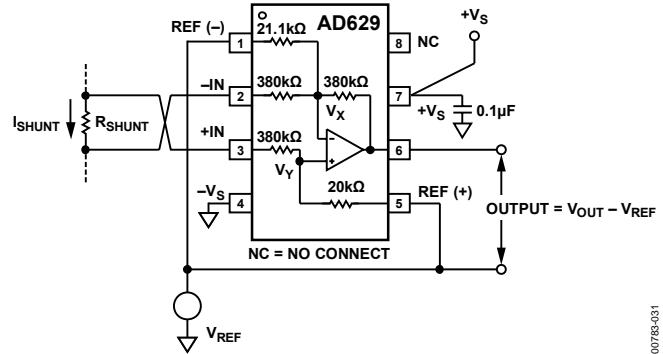 REF (–)
21.1kΩ
AD629
+VS
1
8
NC
–IN
380kΩ
380kΩ
2
7
ISHUNT
RSHUNT
VX
+VS
0.1µF
+IN
380kΩ
3
6
VY
–
+
–VS
20kΩ
REF (+)
4
5
OUTPUT = VOUT – VREF
NC = NO CONNECT
VREF
00783-031